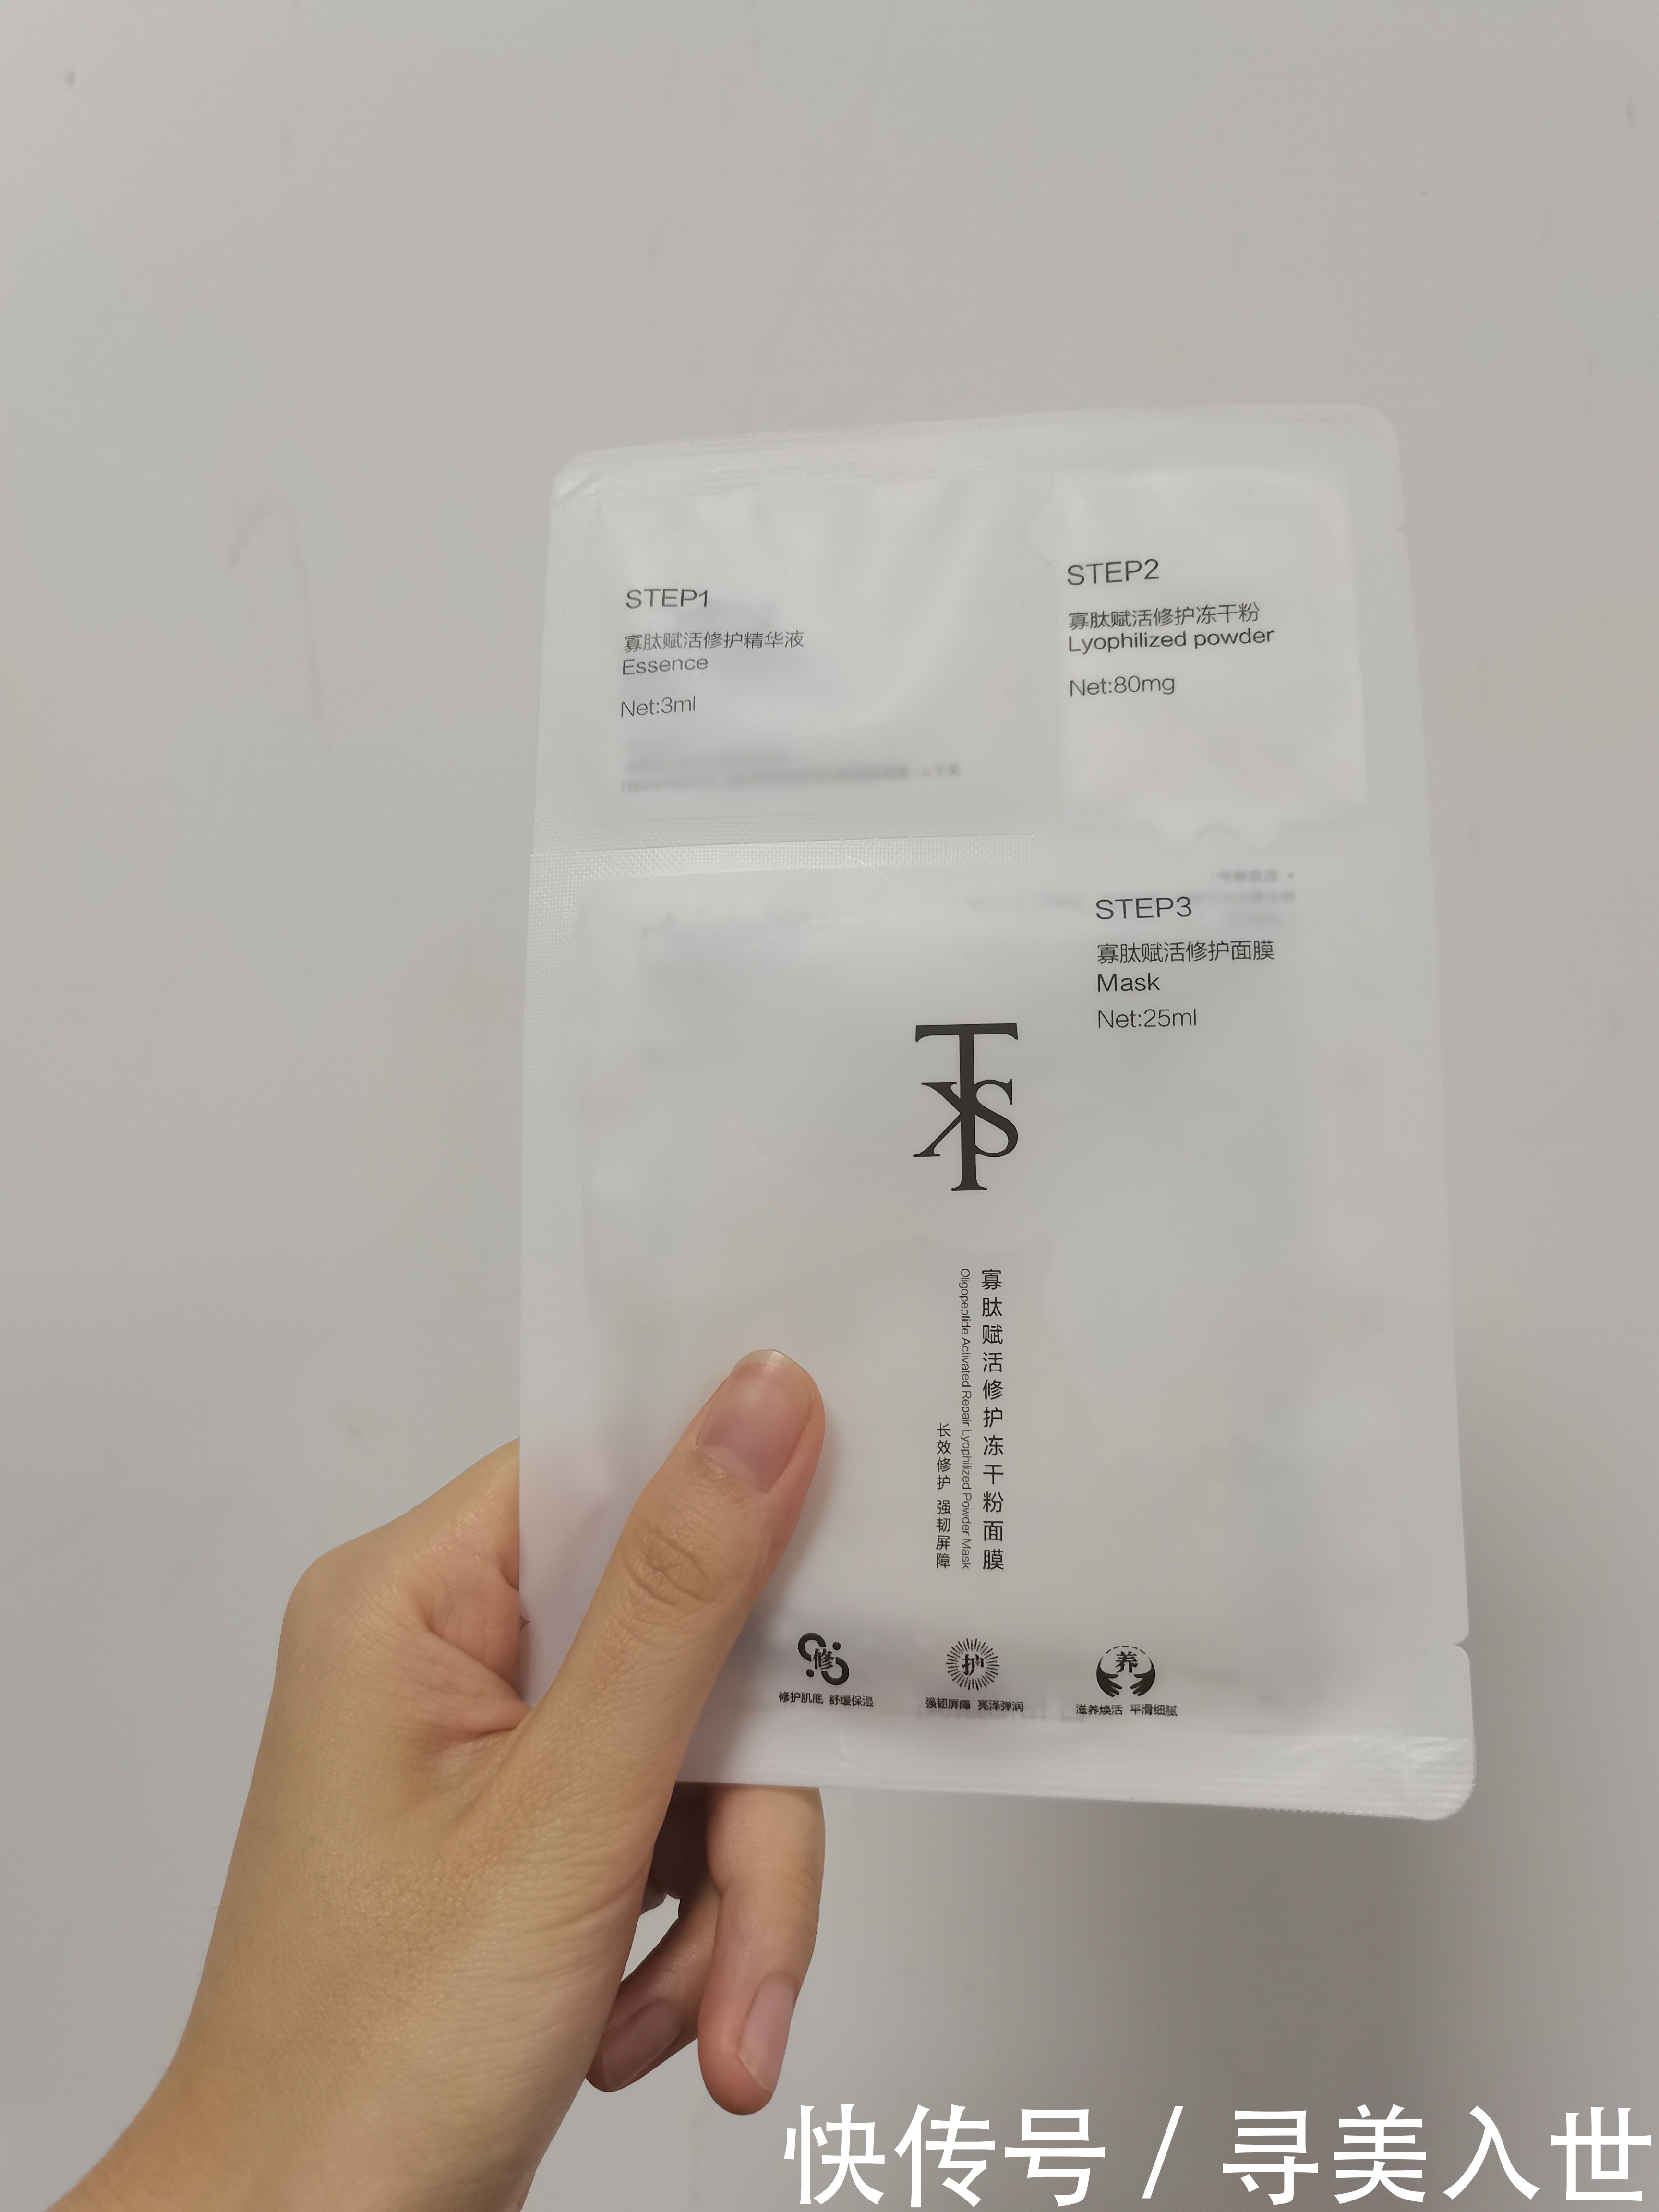 STEP1
寡肽赋活修护精华液
Essence
Net:3ml
STEP2
寡肽赋活修护冻干粉
Lyophilized powder
Net:80mg
STEP3
寡肽赋活修护面膜
Mask
Net:25ml
TXS
寡肽赋活修护冻干粉面膜
Oligopeptide Activated Repair Lyophilized Powder Mask
长效修护 强韧屏障
修
修护肌底 舒缓保湿
护
强韧屏障 亮泽弹润
养
滋养焕活 平滑细腻
快传号 / 寻美入世